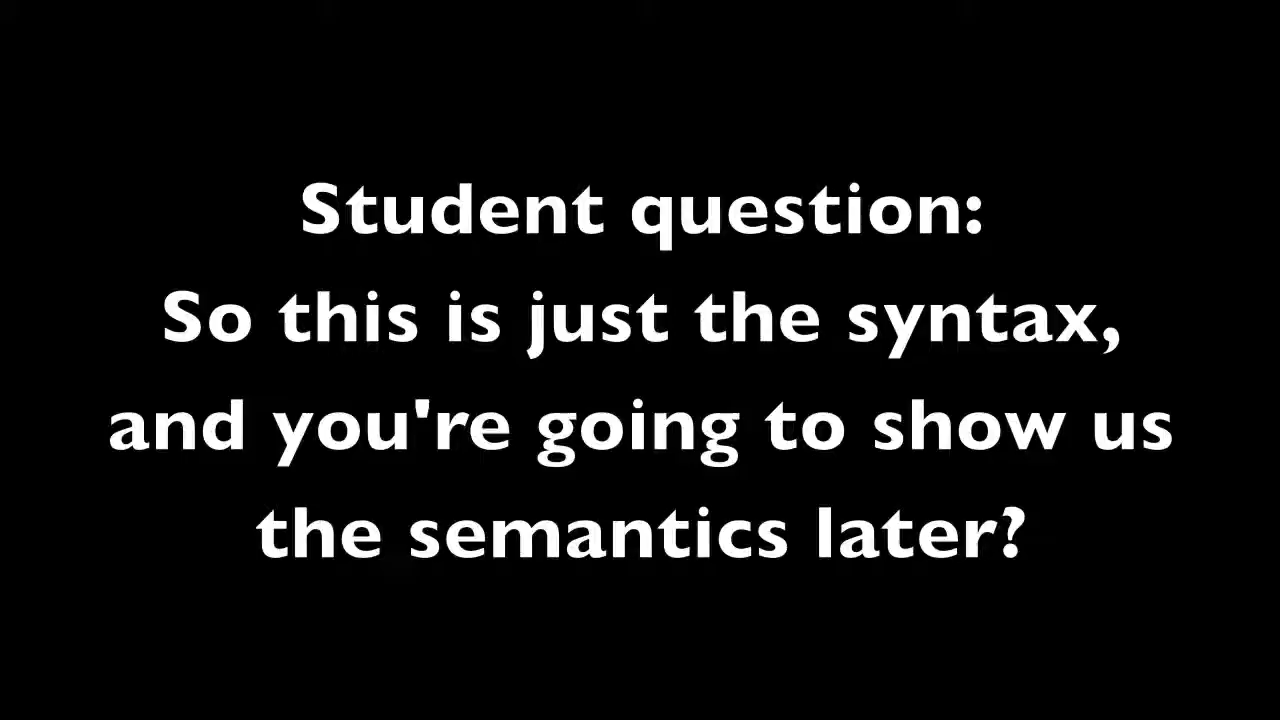 Student question:
So this is just the syntax,
and you're going to show us
the semantics later?